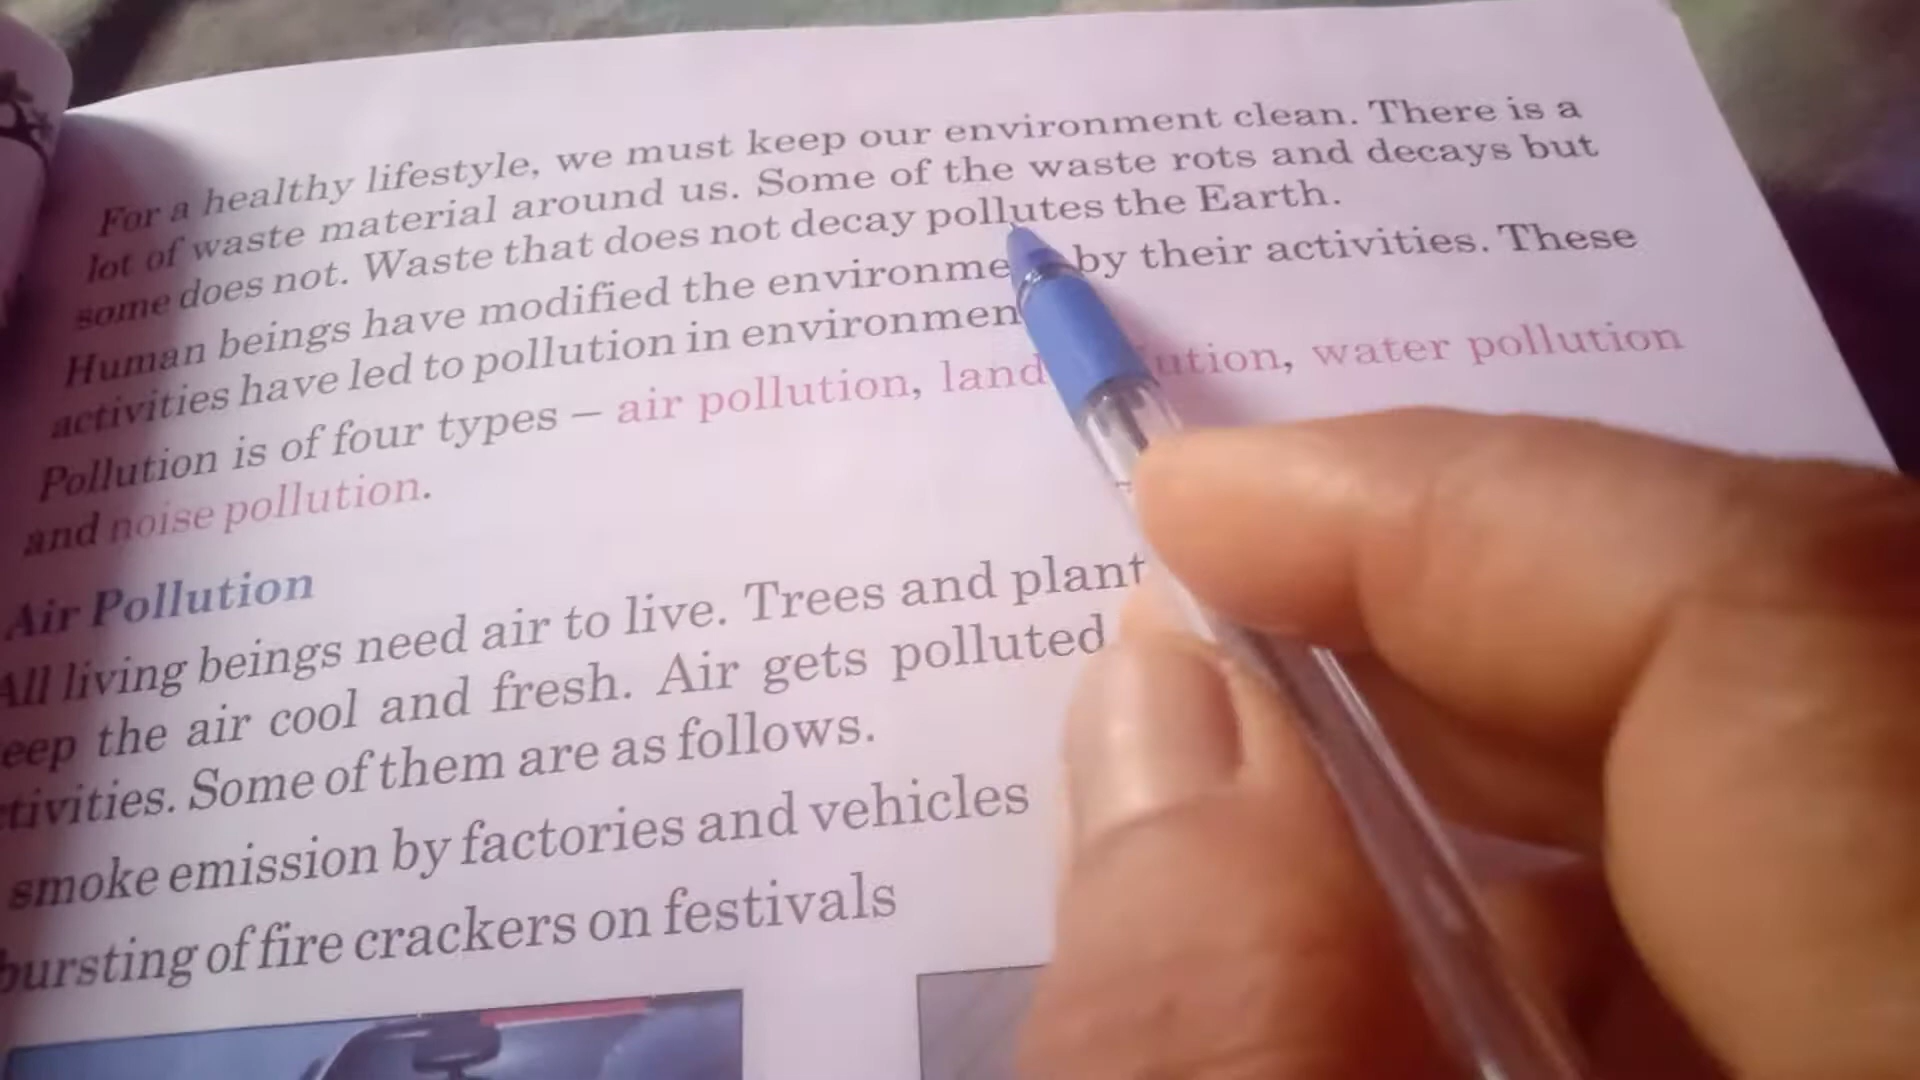 For a healthy lifestyle, we must keep our environment clean. There is a
lot of waste material around us. Some of the waste rots and decays but
some does not. Waste that does not decay pollutes the Earth.
Human beings have modified the environme by their activities. These
activities have led to pollution in environmen
Pollution is of four types – air pollution, land ution, water pollution
and noise pollution.
Air Pollution
All living beings need air to live. Trees and plant
eep the air cool and fresh. Air gets polluted
tivities. Some of them are as follows.
smoke emission by factories and vehicles
bursting of fire crackers on festivals